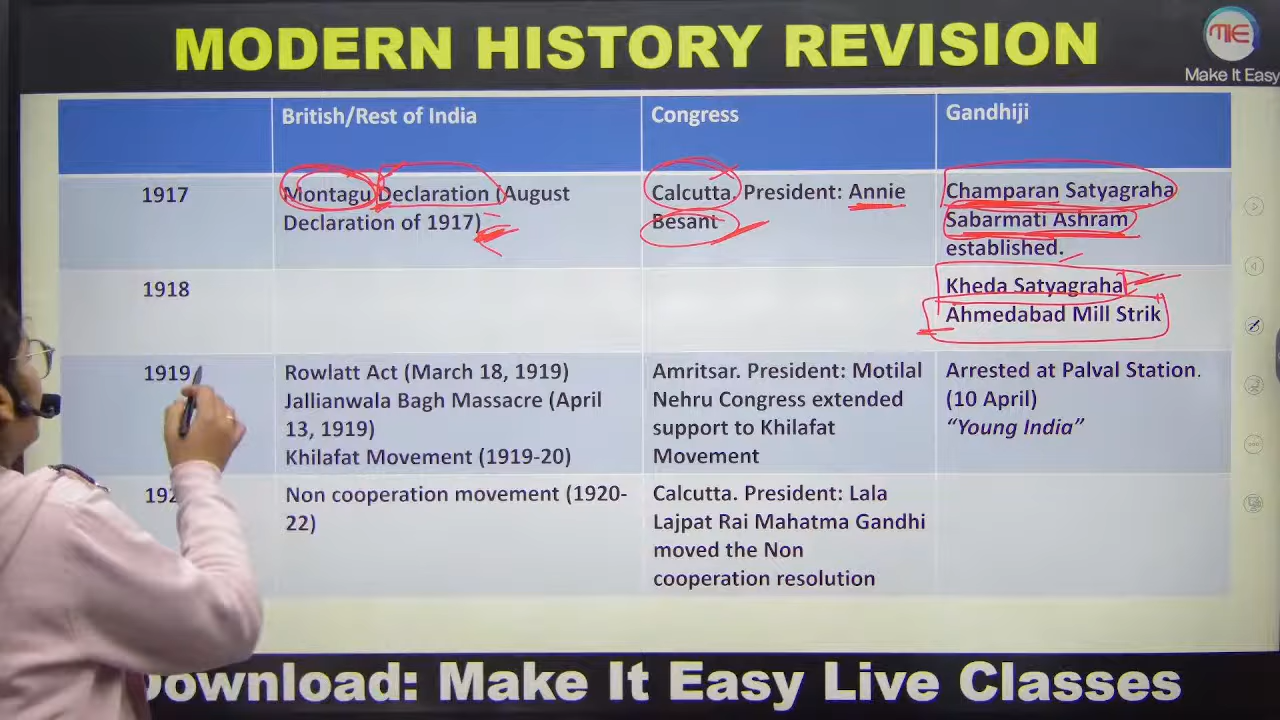 MODERN HISTORY REVISION
MIE
Make It Easy
British/Rest of India
Congress
Gandhiji
1917
Montagu Declaration (August
Declaration of 1917)
Calcutta. President: Annie
Besant
Champaran Satyagraha
Sabarmati Ashram
established.
1918
Kheda Satyagraha
Ahmedabad Mill Strik
1919
Rowlatt Act (March 18, 1919)
Jallianwala Bagh Massacre (April
13, 1919)
Khilafat Movement (1919-20)
Amritsar. President: Motilal
Nehru Congress extended
support to Khilafat
Movement
Arrested at Palval Station.
(10 April)
“Young India”
192
Non cooperation movement (1920-
22)
Calcutta. President: Lala
Lajpat Rai Mahatma Gandhi
moved the Non
cooperation resolution
Download: Make It Easy Live Classes